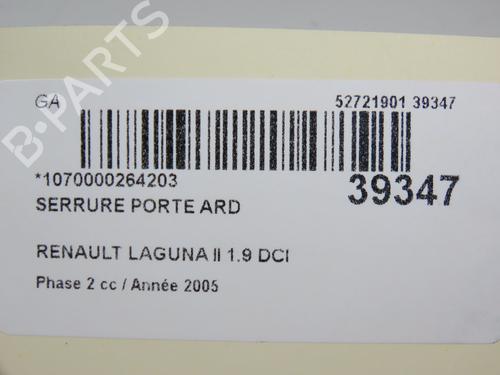 GA
52721901 39347
*1070000264203
39347
SERRURE PORTE ARD
RENAULT LAGUNA II 1.9 DCI
Phase 2 cc / Année 2005
B-PARTS